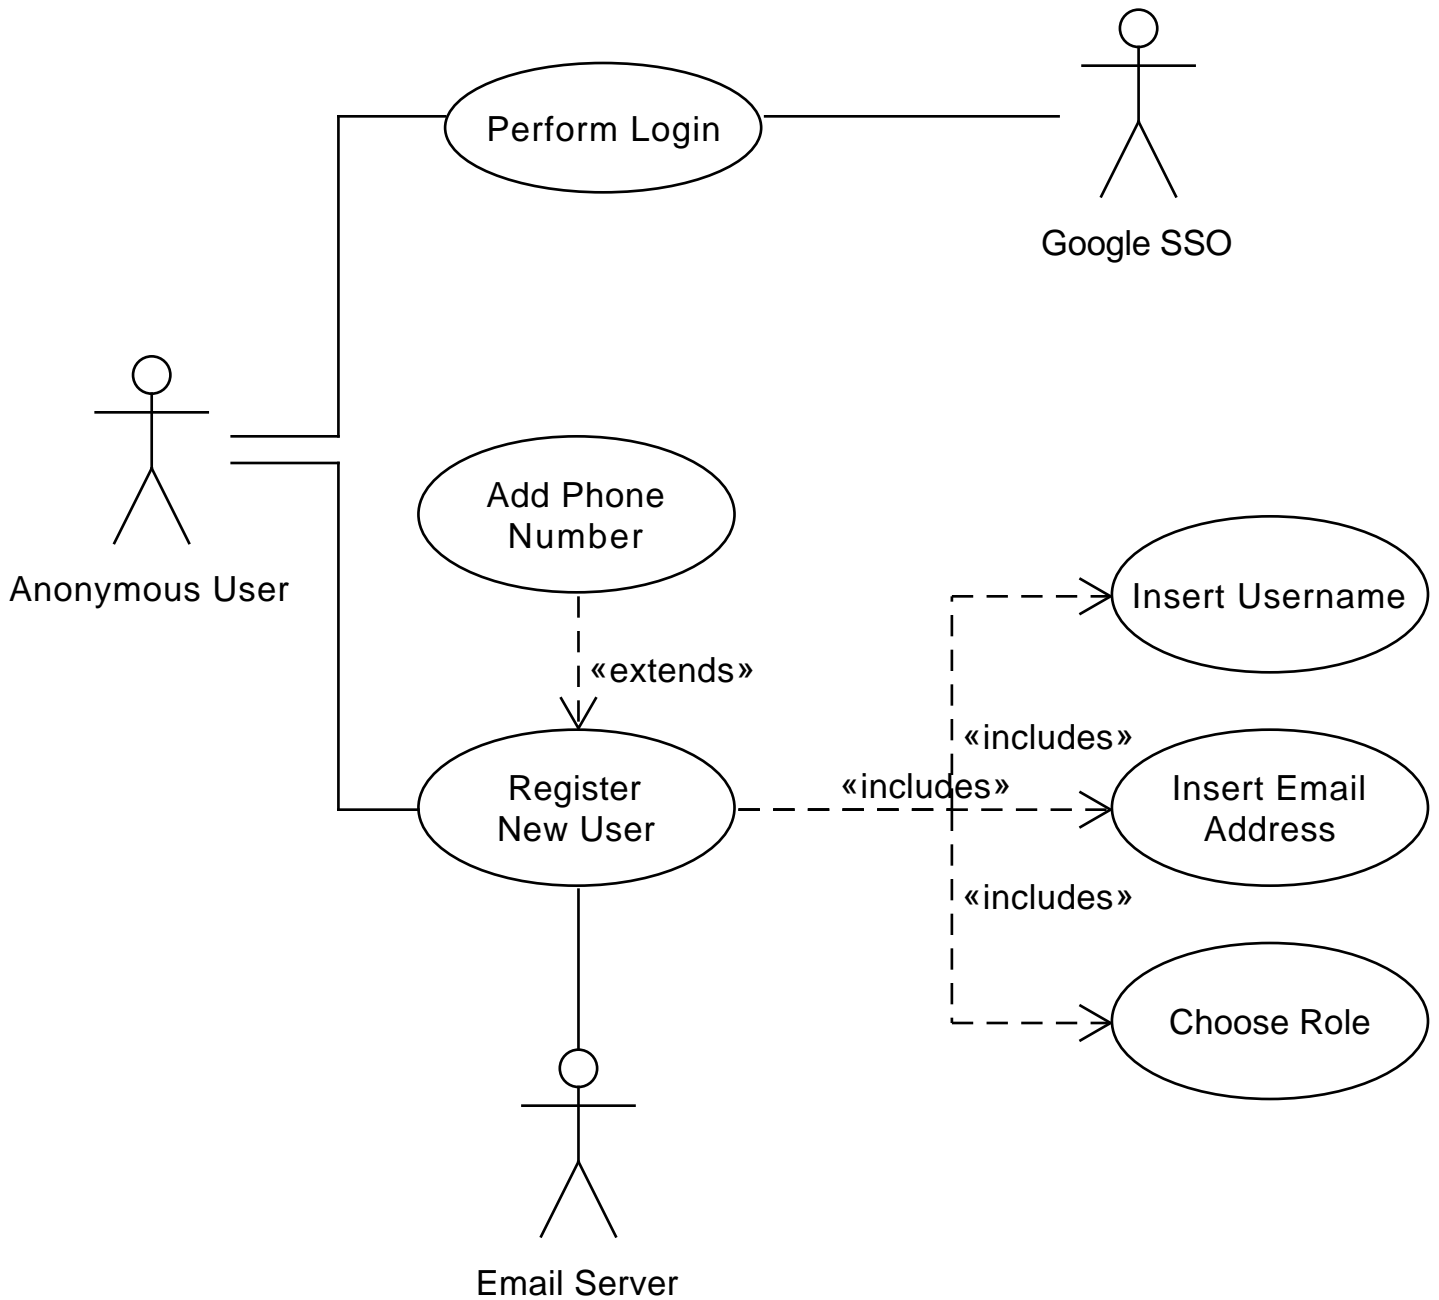 Perform Login
Google SSO
Add Phone
Number
Anonymous User
Insert Username
«extends»
«includes»
«includes»
Register
New User
Insert Email
Address
«includes»
Choose Role
Email Server